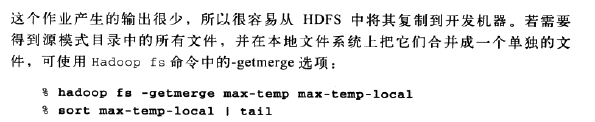 这个作业产生的输出很少，所以很容易从 HDFS 中将其复制到开发机器。若需要
得到源模式目录中的所有文件，并在本地文件系统上把它们合并成一个单独的文
件，可使用 Hadoop fs 命令中的-getmerge 选项：
% hadoop fs -getmerge max-temp max-temp-local
% sort max-temp-local | tail